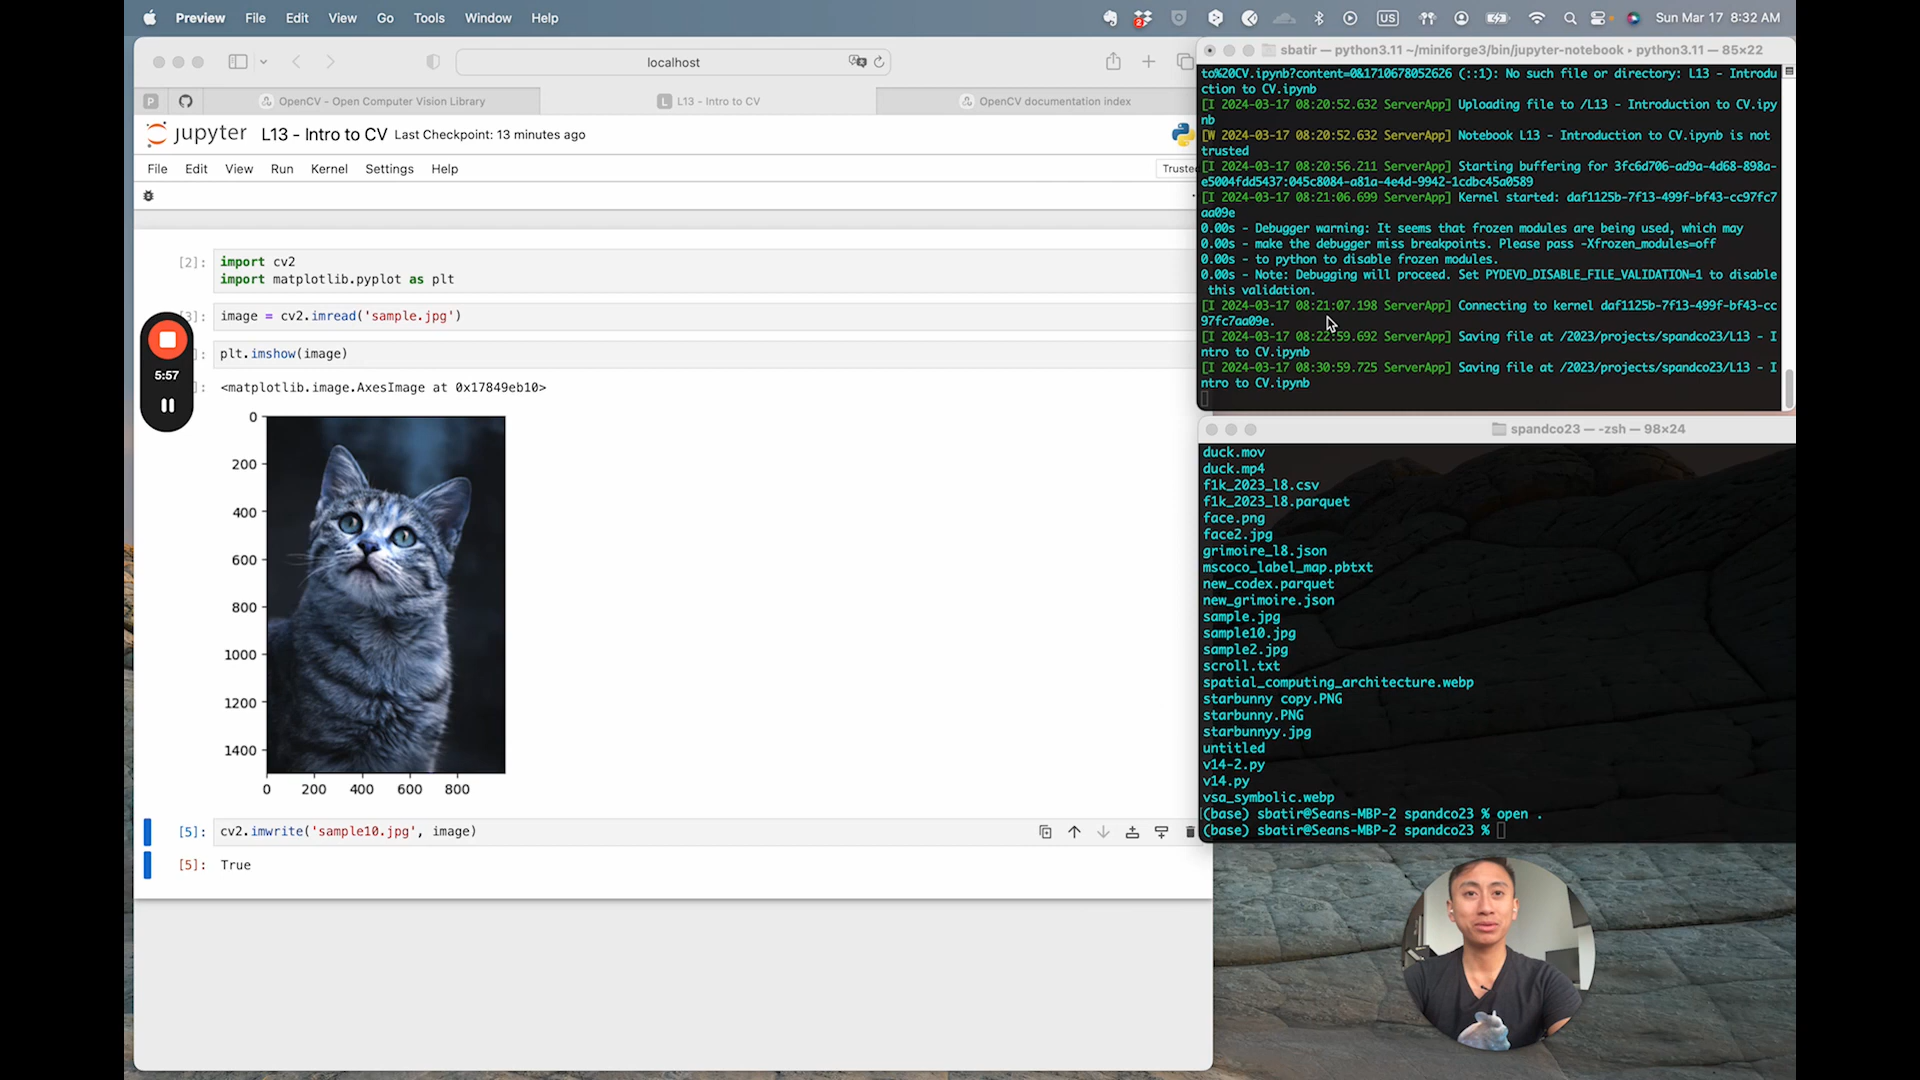 Preview File Edit View Go Tools Window Help
2
US
Sun Mar 17 8:32 AM
localhost
P
OpenCV - Open Computer Vision Library
L L13 - Intro to CV
OpenCV documentation index
jupyter L13 - Intro to CV Last Checkpoint: 13 minutes ago
File Edit View Run Kernel Settings Help
Trusted
[2]: import cv2
import matplotlib.pyplot as plt
[3]: image = cv2.imread('sample.jpg')
]: plt.imshow(image)
]: <matplotlib.image.AxesImage at 0x17849eb10>
5:57
0
200
400
600
800
1000
1200
1400
0 200 400 600 800
[5]: cv2.imwrite('sample10.jpg', image)
[5]: True
sbatir — python3.11 ~/miniforge3/bin/jupyter-notebook • python3.11 — 85×22
to%20CV.ipynb?content=0&1710678052626 (::1): No such file or directory: L13 - Introdu
ction to CV.ipynb
[I 2024-03-17 08:20:52.632 ServerApp] Uploading file to /L13 - Introduction to CV.ipy
nb
[W 2024-03-17 08:20:52.632 ServerApp] Notebook L13 - Introduction to CV.ipynb is not
trusted
[I 2024-03-17 08:20:56.211 ServerApp] Starting buffering for 3fc6d706-ad9a-4d68-898a-
e5004fdd5437:045c8084-a81a-4e4d-9942-1cdbc45a0589
[I 2024-03-17 08:21:06.699 ServerApp] Kernel started: daf1125b-7f13-499f-bf43-cc97fc7
aa09e
0.00s - Debugger warning: It seems that frozen modules are being used, which may
0.00s - make the debugger miss breakpoints. Please pass -Xfrozen_modules=off
0.00s - to python to disable frozen modules.
0.00s - Note: Debugging will proceed. Set PYDEVD_DISABLE_FILE_VALIDATION=1 to disable
this validation.
[I 2024-03-17 08:21:07.198 ServerApp] Connecting to kernel daf1125b-7f13-499f-bf43-cc
97fc7aa09e.
[I 2024-03-17 08:22:59.692 ServerApp] Saving file at /2023/projects/spandco23/L13 - I
ntro to CV.ipynb
[I 2024-03-17 08:30:59.725 ServerApp] Saving file at /2023/projects/spandco23/L13 - I
ntro to CV.ipynb
spandco23 — -zsh — 98×24
duck.mov
duck.mp4
f1k_2023_l8.csv
f1k_2023_l8.parquet
face.png
face2.jpg
grimoire_l8.json
mscoco_label_map.pbtxt
new_codex.parquet
new_grimoire.json
sample.jpg
sample10.jpg
sample2.jpg
scroll.txt
spatial_computing_architecture.webp
starbunny copy.PNG
starbunny.PNG
starbunnyy.jpg
untitled
v14-2.py
v14.py
vsa_symbolic.webp
(base) sbatir@Seans-MBP-2 spandco23 % open .
(base) sbatir@Seans-MBP-2 spandco23 %